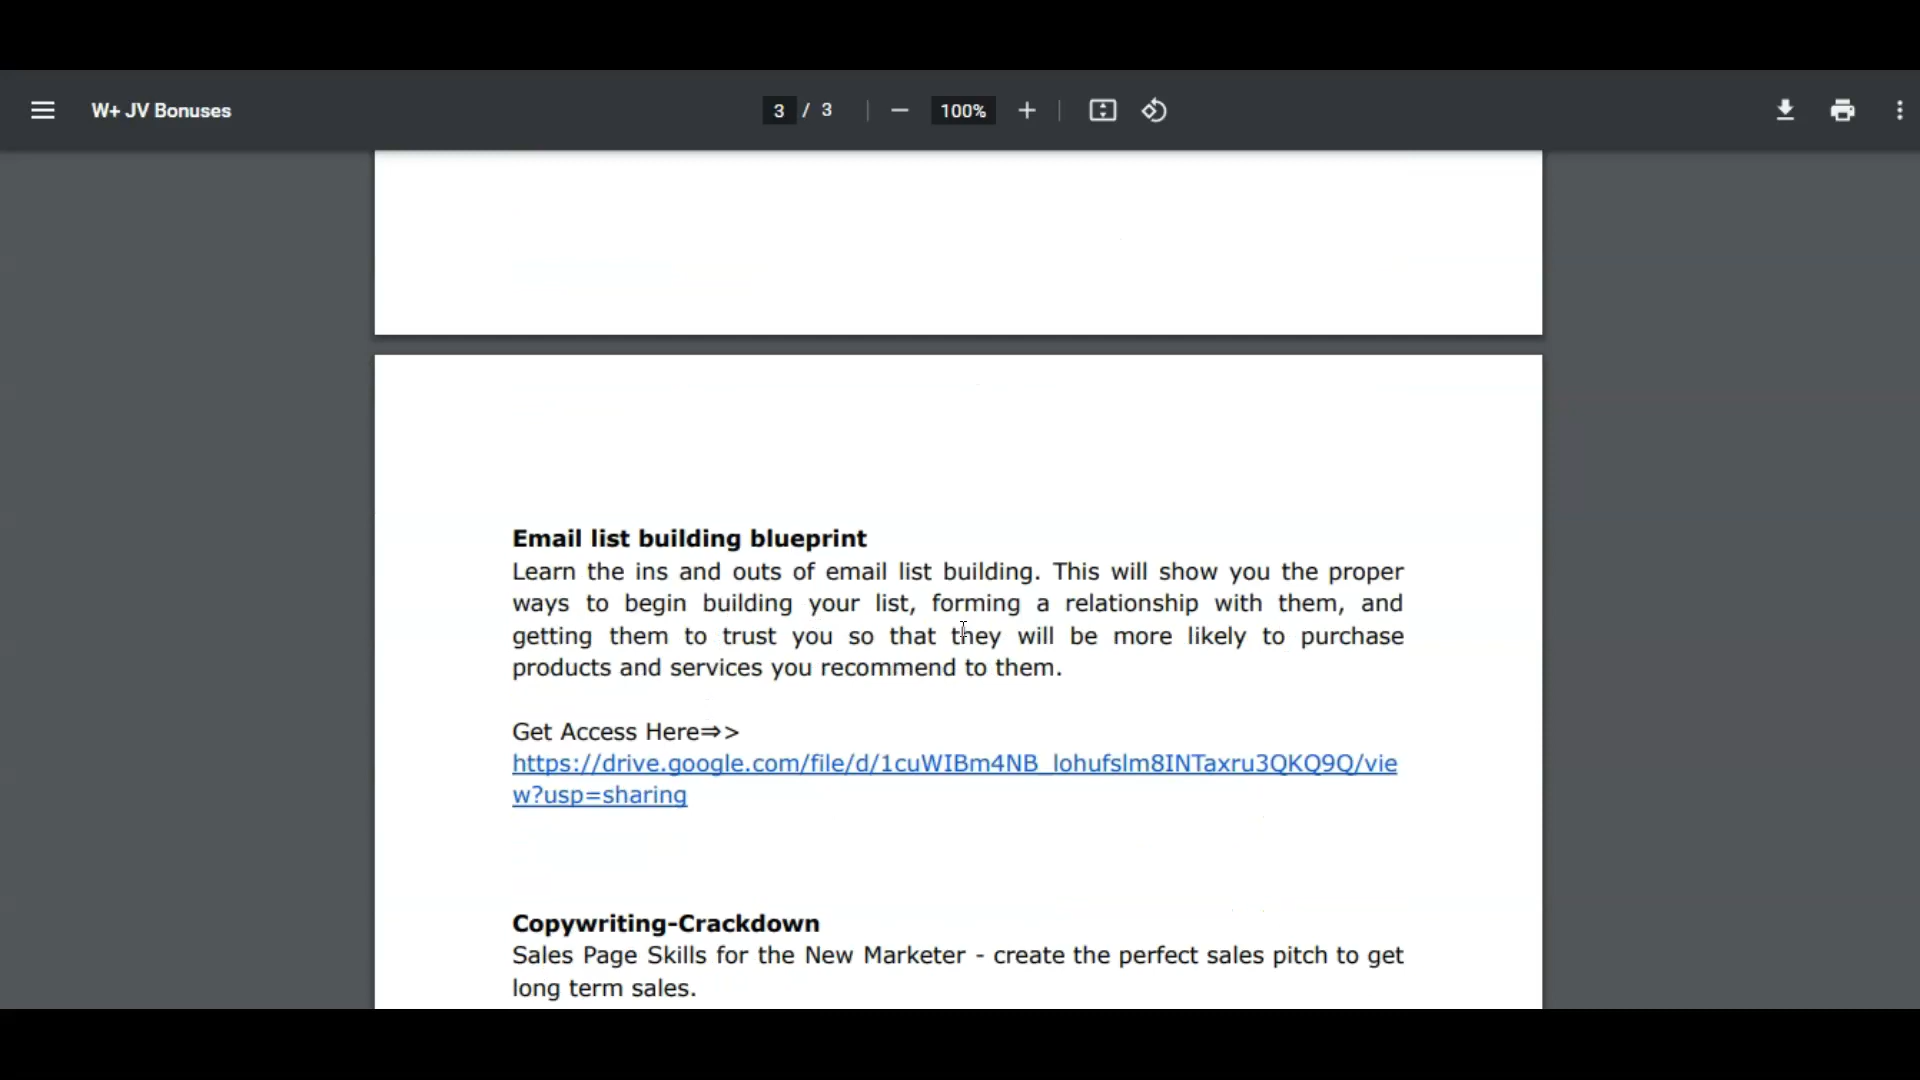 W+ JV Bonuses
3 / 3
100%
Email list building blueprint
Learn the ins and outs of email list building. This will show you the proper
ways to begin building your list, forming a relationship with them, and
getting them to trust you so that they will be more likely to purchase
products and services you recommend to them.
Get Access Here⇒>
https://drive.google.com/file/d/1cuWIBm4NB_lohufslm8INTaxru3QKQ9Q/vie
w?usp=sharing
Copywriting-Crackdown
Sales Page Skills for the New Marketer - create the perfect sales pitch to get
long term sales.